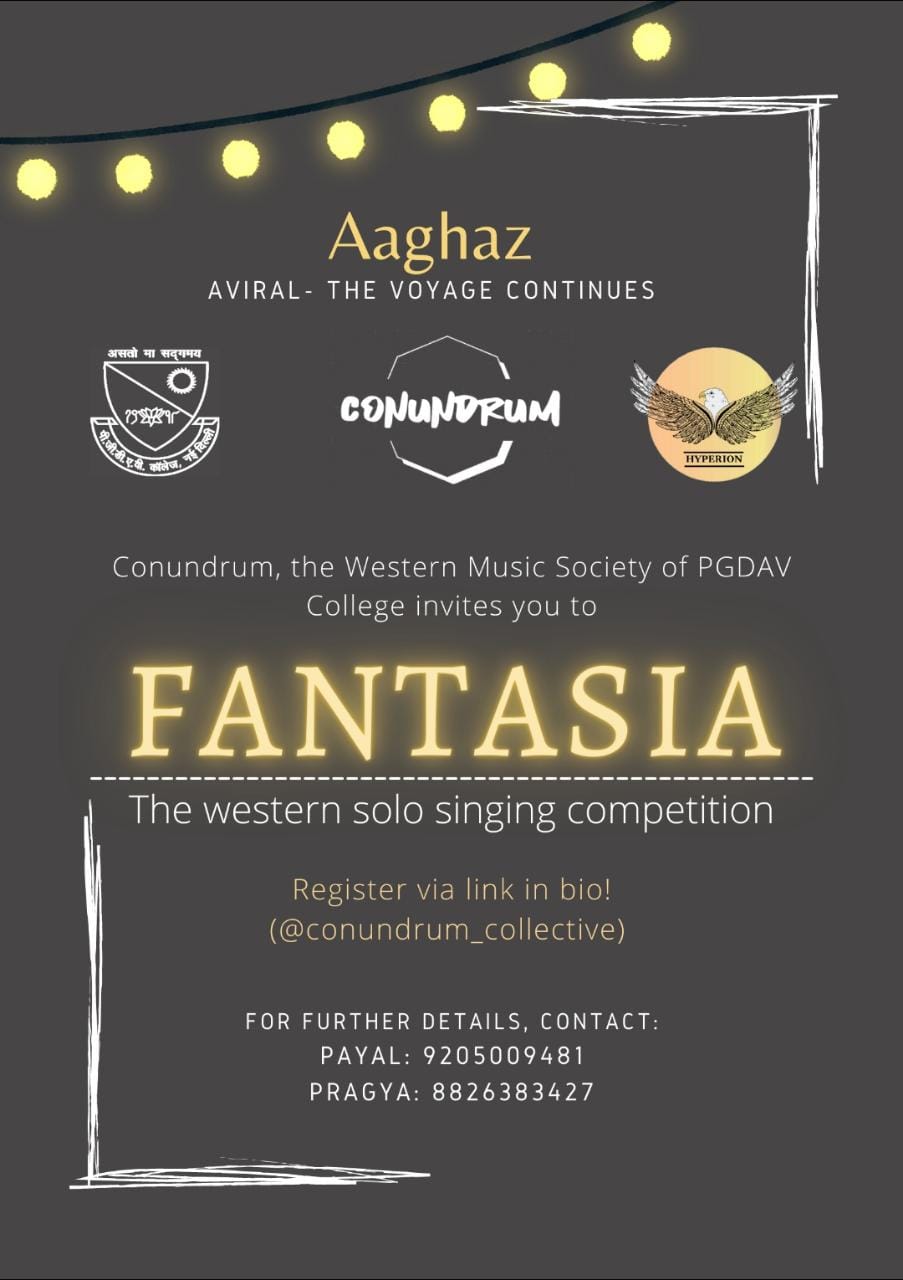 Aaghaz
AVIRAL- THE VOYAGE CONTINUES
असतो मा सद्गमय
१९५८
पी.जी.डी.ए.वी. कॉलेज, नई दिल्ली
CONUNDRUM
HYPERION
Conundrum, the Western Music Society of PGDAV
College invites you to
FANTASIA
The western solo singing competition
Register via link in bio!
(@conundrum_collective)
FOR FURTHER DETAILS, CONTACT:
PAYAL: 9205009481
PRAGYA: 8826383427